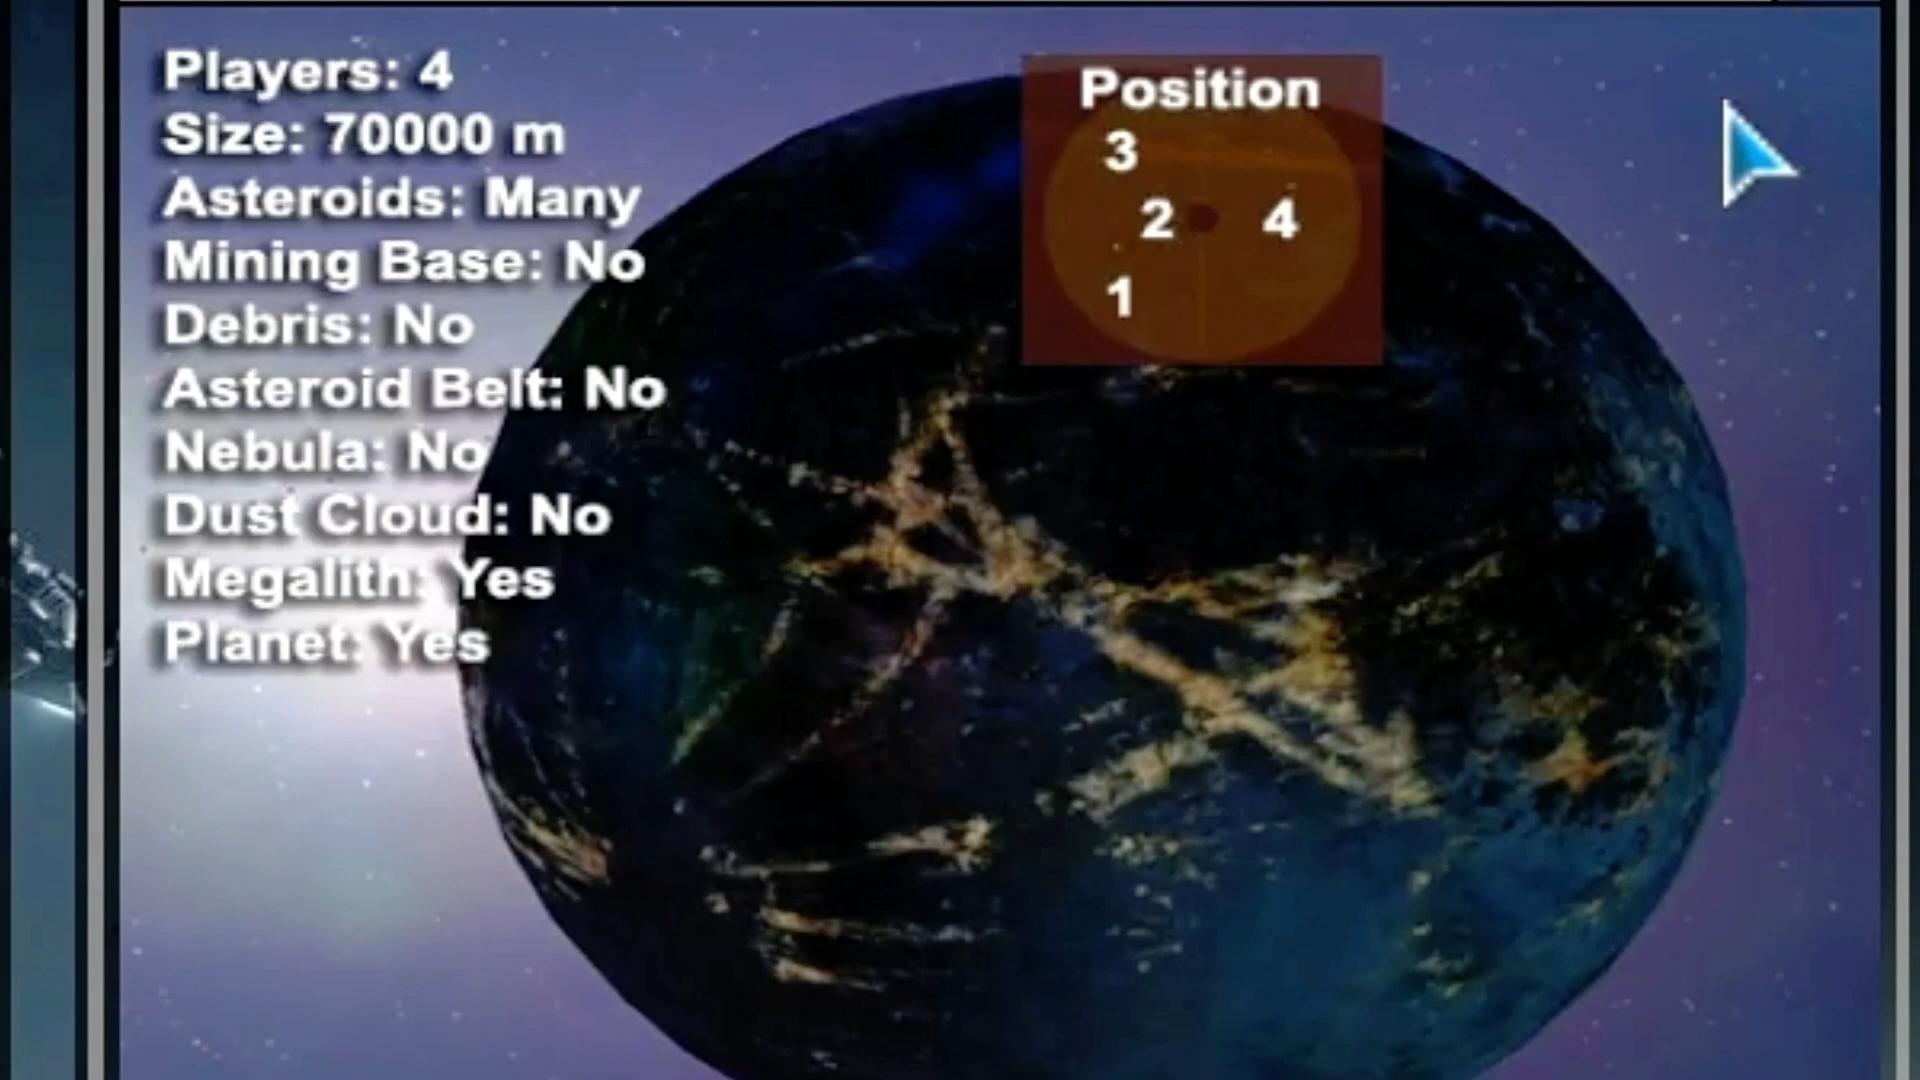 Players: 4
Size: 70000 m
Asteroids: Many
Mining Base: No
Debris: No
Asteroid Belt: No
Nebula: No
Dust Cloud: No
Megalith: Yes
Planet: Yes
Position
3
2 4
1